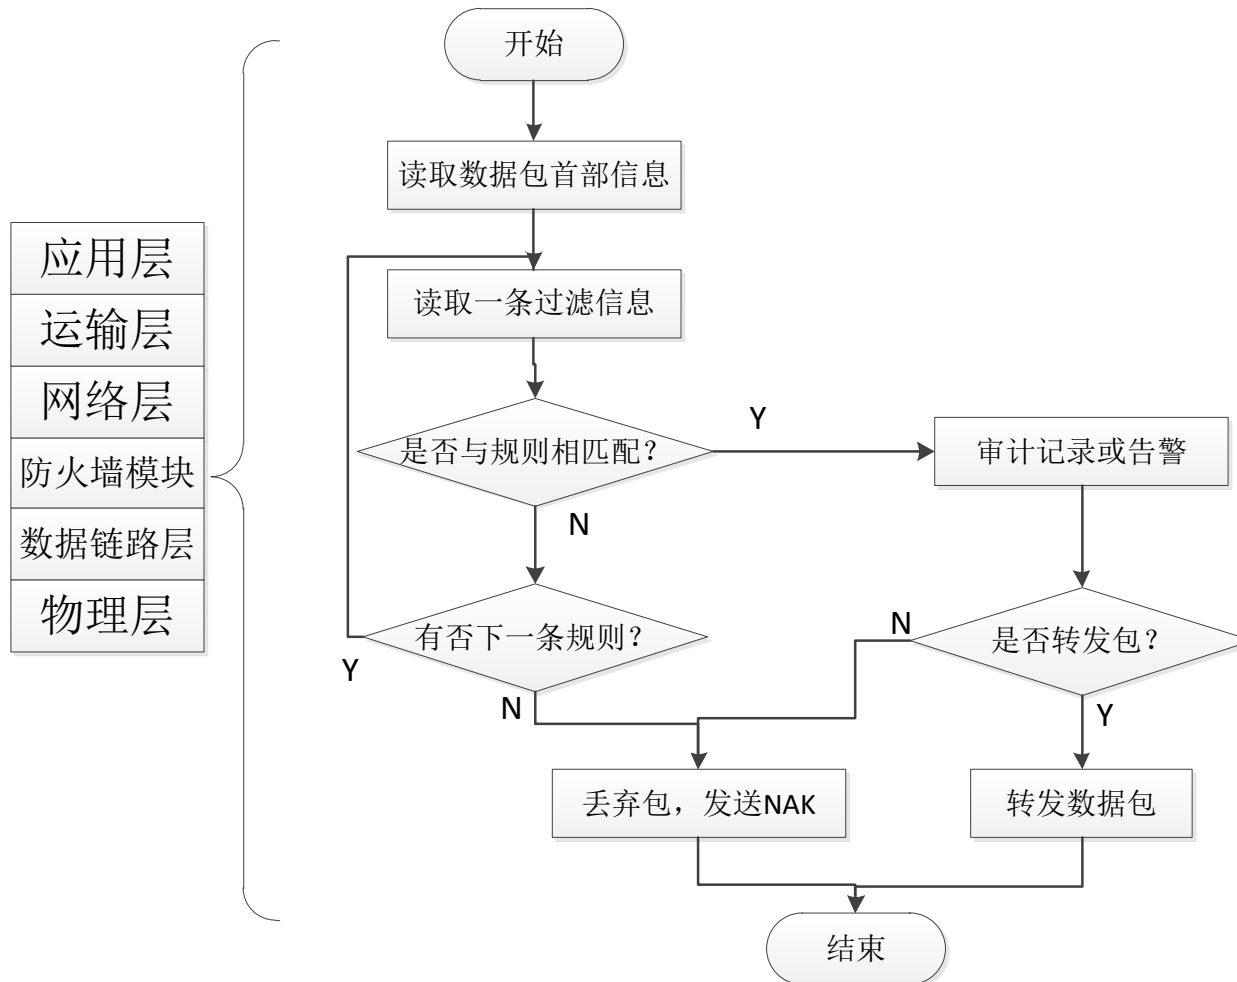 应用层
运输层
网络层
防火墙模块
数据链路层
物理层
开始
读取数据包首部信息
读取一条过滤信息
是否与规则相匹配？
Y
审计记录或告警
N
有否下一条规则？
Y
N
N
是否转发包？
Y
丢弃包，发送NAK
转发数据包
结束